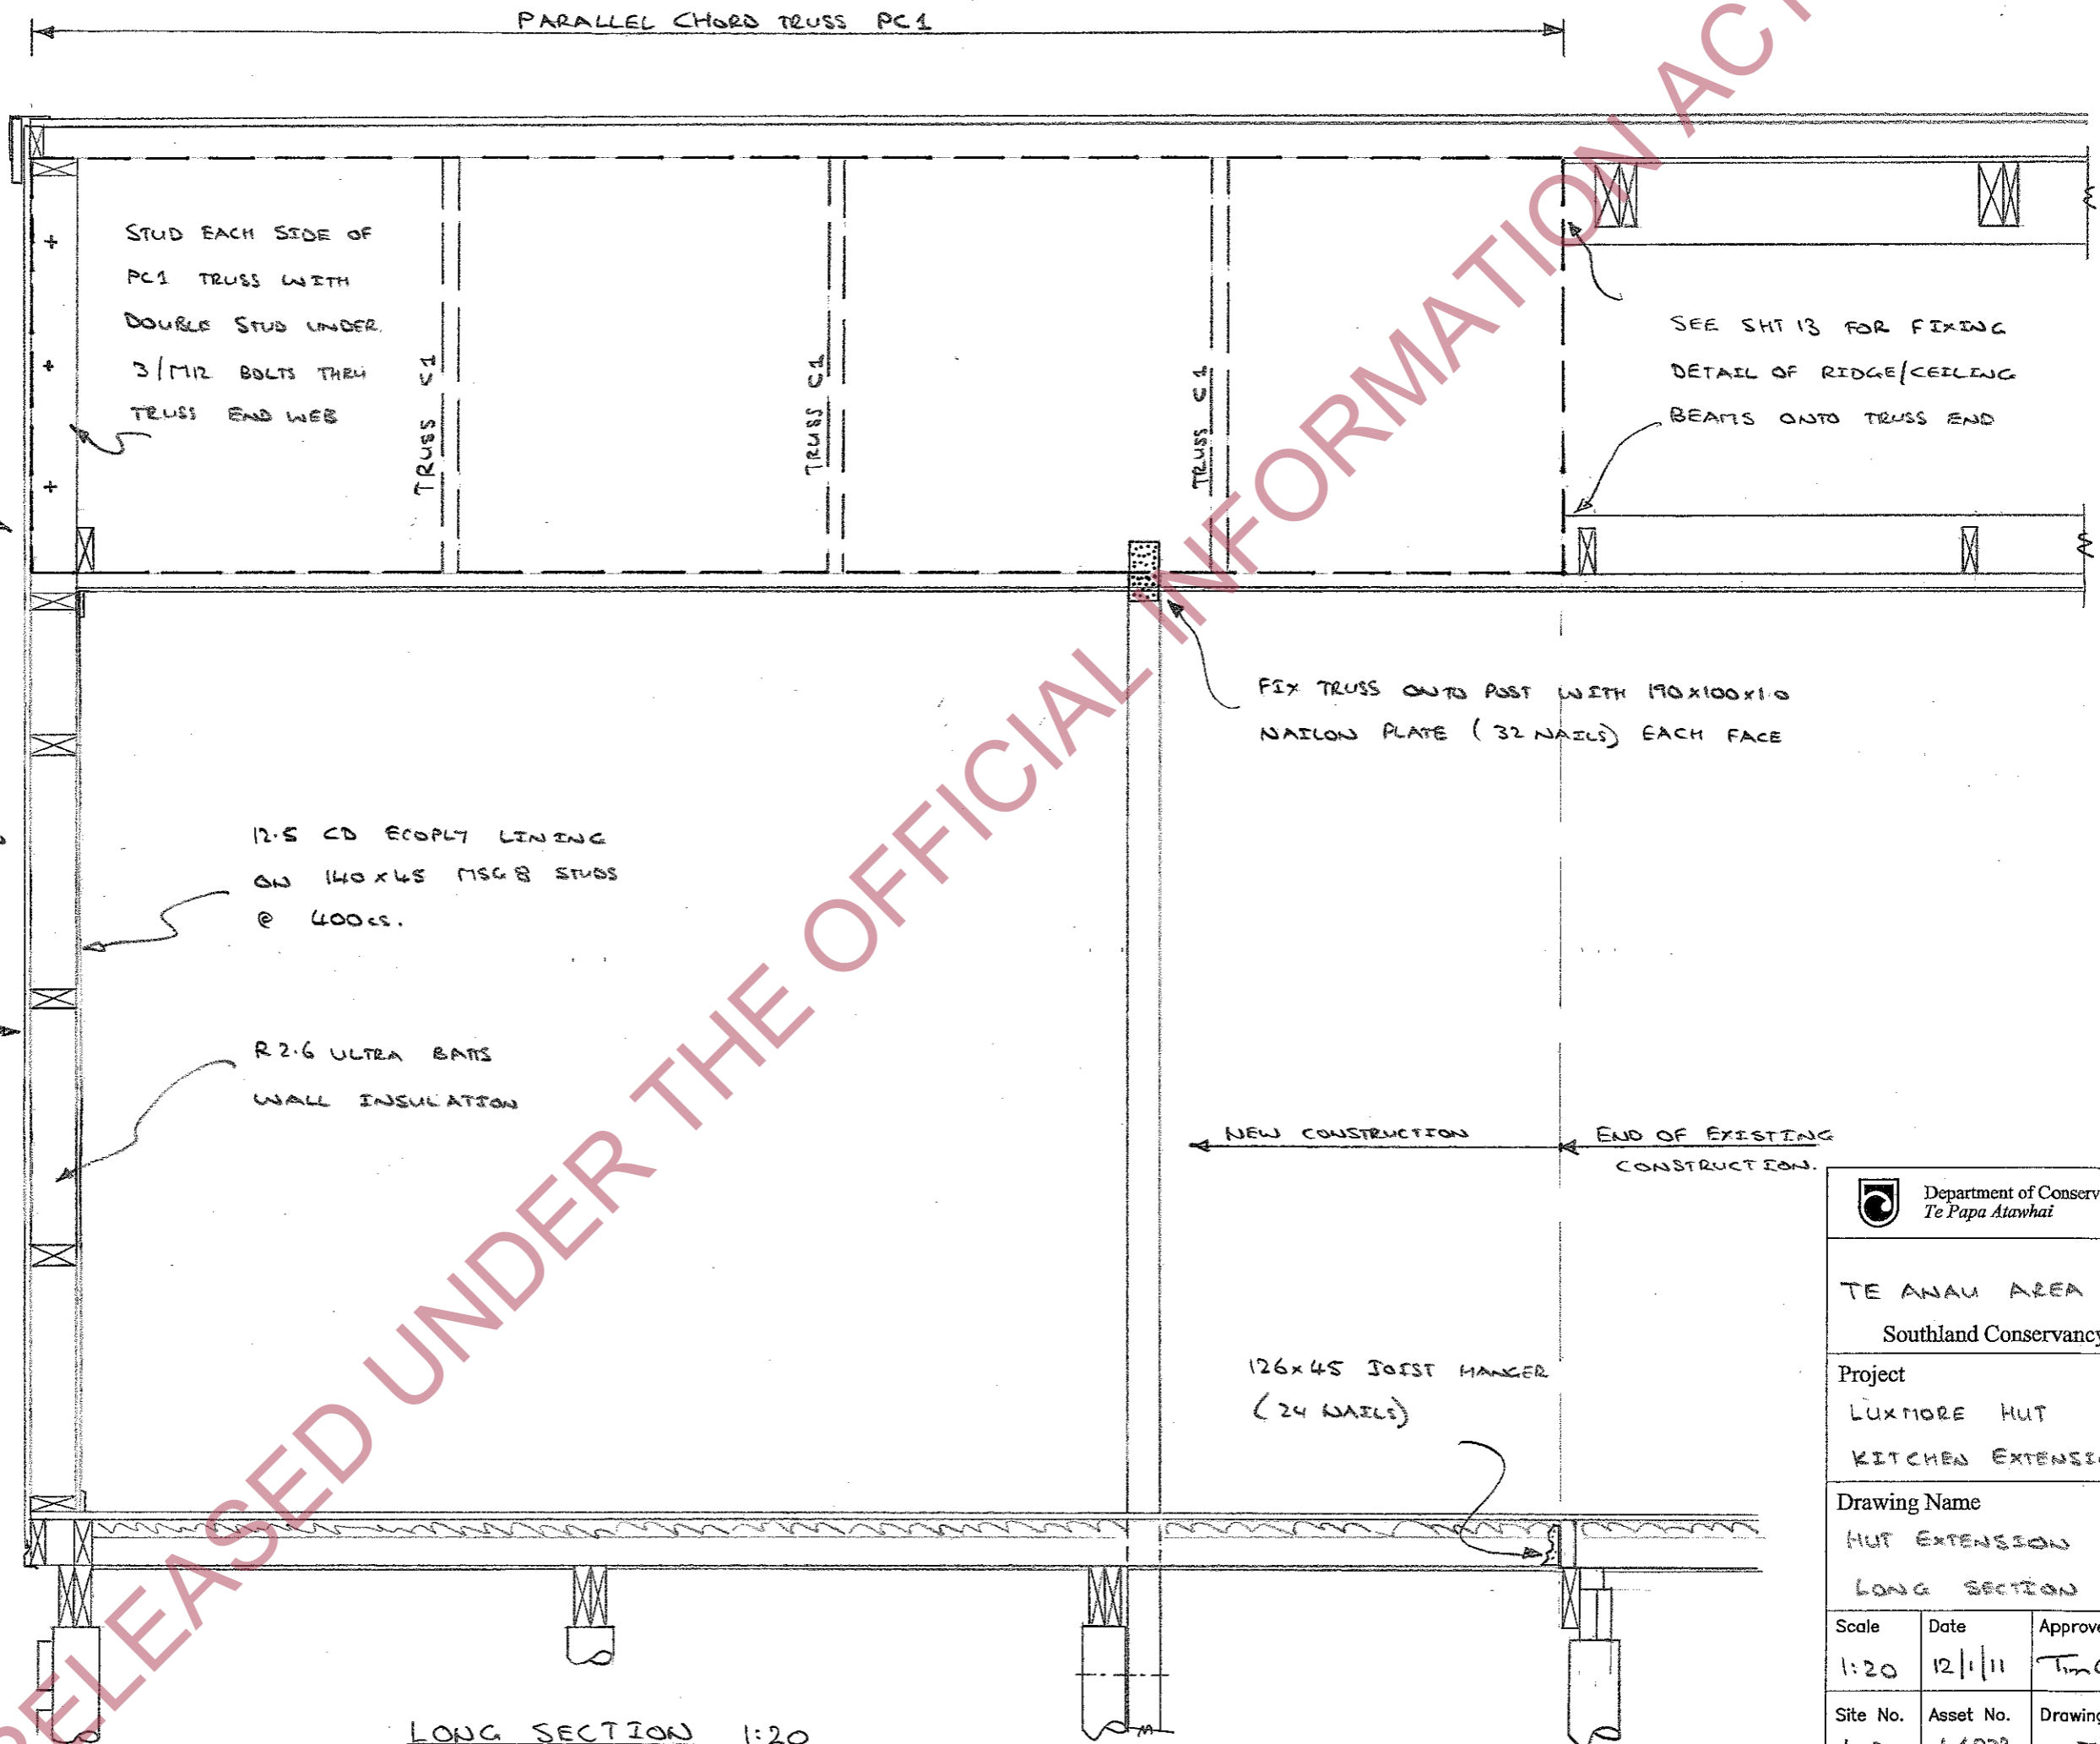 PARALLEL CHORD TRUSS PC1
STUD EACH SIDE OF
PC1 TRUSS WITH
DOUBLE STUD UNDER.
3/M12 BOLTS THRU
TRUSS END WEB
TRUSS C1
TRUSS C1
TRUSS C1
SEE SHT 13 FOR FIXING
DETAIL OF RIDGE/CEILING
BEAMS ONTO TRUSS END
FIX TRUSS ONTO POST WITH 190x100x1.0
NAILON PLATE (32 NAILS) EACH FACE
12.5 CD ECOPLY LINING
ON 140x45 MSG 8 STUDS
@ 400cs.
R2.6 ULTRA BATTS
WALL INSULATION
NEW CONSTRUCTION
END OF EXISTING
CONSTRUCTION.
126x45 JOIST HANGER
(24 NAILS)
LONG SECTION 1:20
RELEASED UNDER THE OFFICIAL INFORMATION ACT
Department of Conserv
Te Papa Atawhai
TE ANAU AREA
Southland Conservancy
Project
LUXMORE HUT
KITCHEN EXTENSI
Drawing Name
HUT EXTENSION
LONG SECTION
Scale Date Approve
1:20 12/1/11 Tim
Site No. Asset No. Drawing